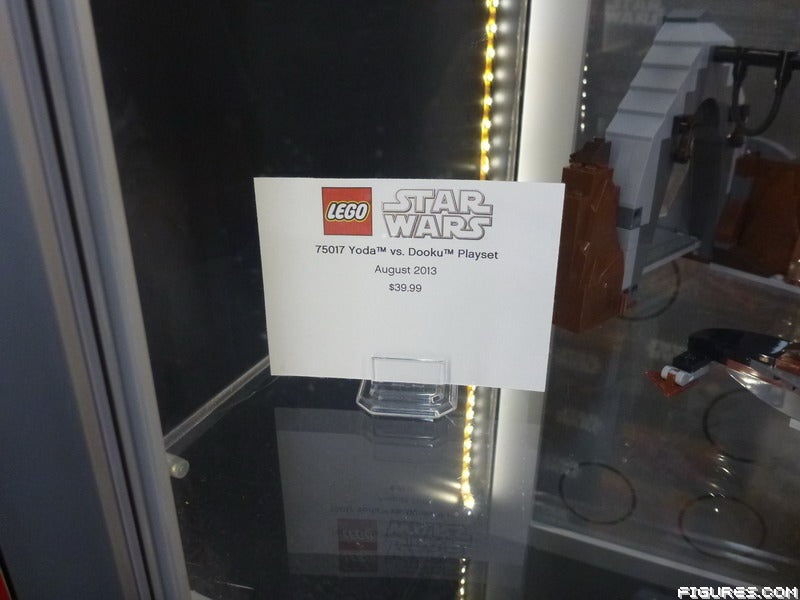 LEGO
STAR
WARS
75017 Yoda™ vs. Dooku™ Playset
August 2013
$39.99
FIGURES.COM